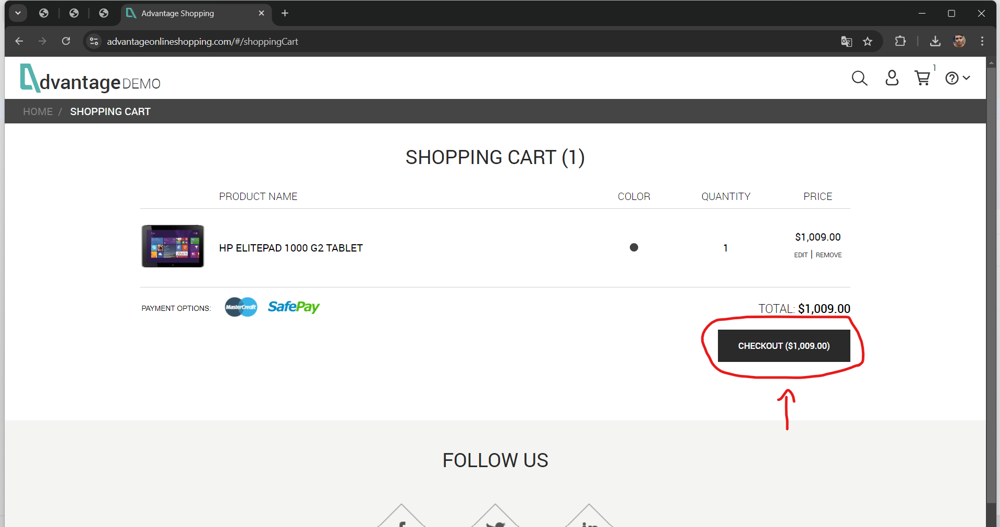 Advantage Shopping
advantageonlineshopping.com/#/shoppingCart
Advantage DEMO
1
HOME / SHOPPING CART
SHOPPING CART (1)
PRODUCT NAME COLOR QUANTITY PRICE
HP ELITEPAD 1000 G2 TABLET 1 $1,009.00
EDIT | REMOVE
PAYMENT OPTIONS: MasterCredit SafePay TOTAL: $1,009.00
CHECKOUT ($1,009.00)
FOLLOW US